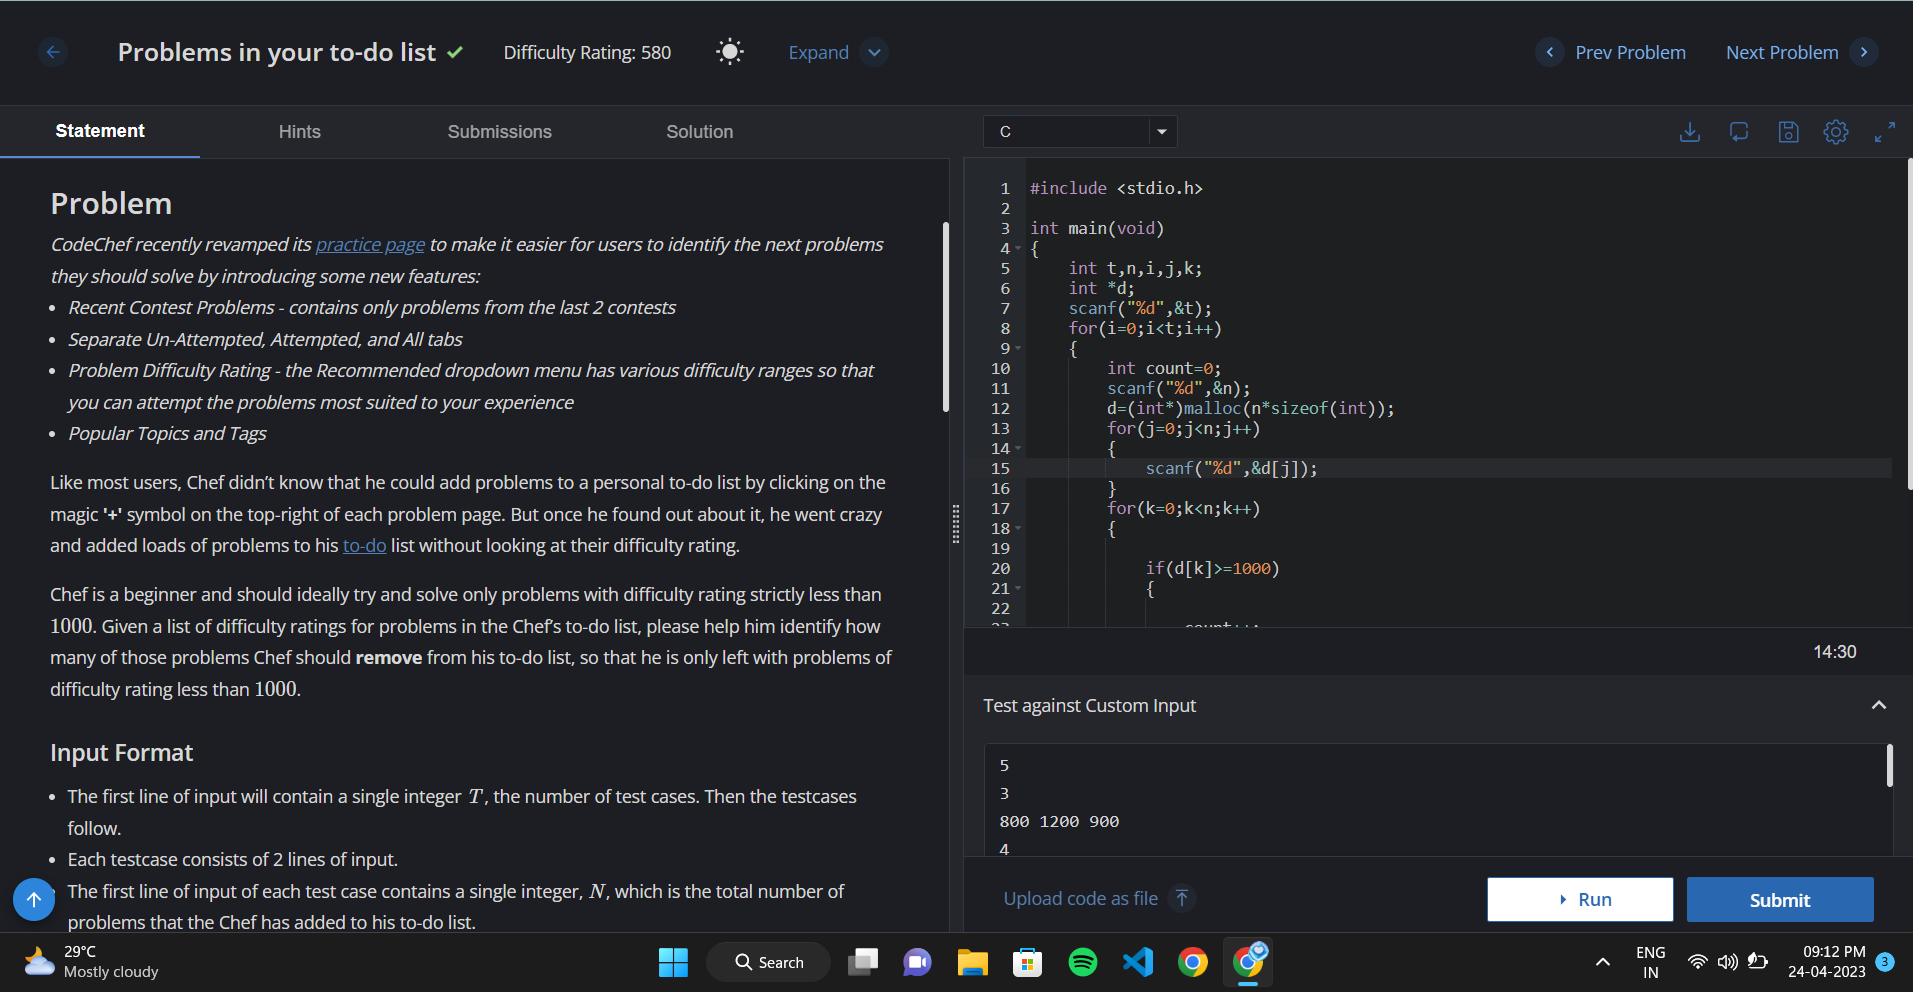 Problems in your to-do list
Difficulty Rating: 580
Expand
Prev Problem
Next Problem
Statement
Hints
Submissions
Solution
Problem
CodeChef recently revamped its practice page to make it easier for users to identify the next problems
they should solve by introducing some new features:
• Recent Contest Problems - contains only problems from the last 2 contests
• Separate Un-Attempted, Attempted, and All tabs
• Problem Difficulty Rating - the Recommended dropdown menu has various difficulty ranges so that
you can attempt the problems most suited to your experience
• Popular Topics and Tags
Like most users, Chef didn’t know that he could add problems to a personal to-do list by clicking on the
magic '+' symbol on the top-right of each problem page. But once he found out about it, he went crazy
and added loads of problems to his to-do list without looking at their difficulty rating.
Chef is a beginner and should ideally try and solve only problems with difficulty rating strictly less than
1000. Given a list of difficulty ratings for problems in the Chef’s to-do list, please help him identify how
many of those problems Chef should remove from his to-do list, so that he is only left with problems of
difficulty rating less than 1000.
Input Format
• The first line of input will contain a single integer T, the number of test cases. Then the testcases
follow.
• Each testcase consists of 2 lines of input.
• The first line of input of each test case contains a single integer, N, which is the total number of
problems that the Chef has added to his to-do list.
C
1 #include <stdio.h>
2
3 int main(void)
4 {
5 int t,n,i,j,k;
6 int *d;
7 scanf("%d",&t);
8 for(i=0;i<t;i++)
9 {
10 int count=0;
11 scanf("%d",&n);
12 d=(int*)malloc(n*sizeof(int));
13 for(j=0;j<n;j++)
14 {
15 scanf("%d",&d[j]);
16 }
17 for(k=0;k<n;k++)
18 {
19
20 if(d[k]>=1000)
21 {
22
23 count++;
14:30
Test against Custom Input
5
3
800 1200 900
4
Upload code as file
Run
Submit
29°C
Mostly cloudy
Search
ENG
IN
09:12 PM
24-04-2023
3